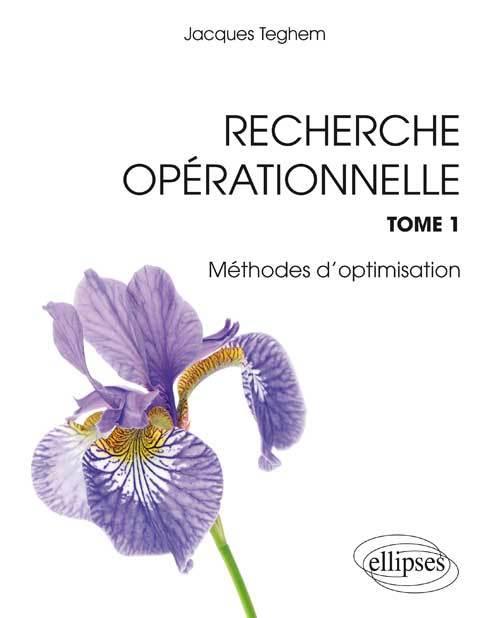 Jacques Teghem
RECHERCHE
OPÉRATIONNELLE
TOME 1
Méthodes d'optimisation
ellipses